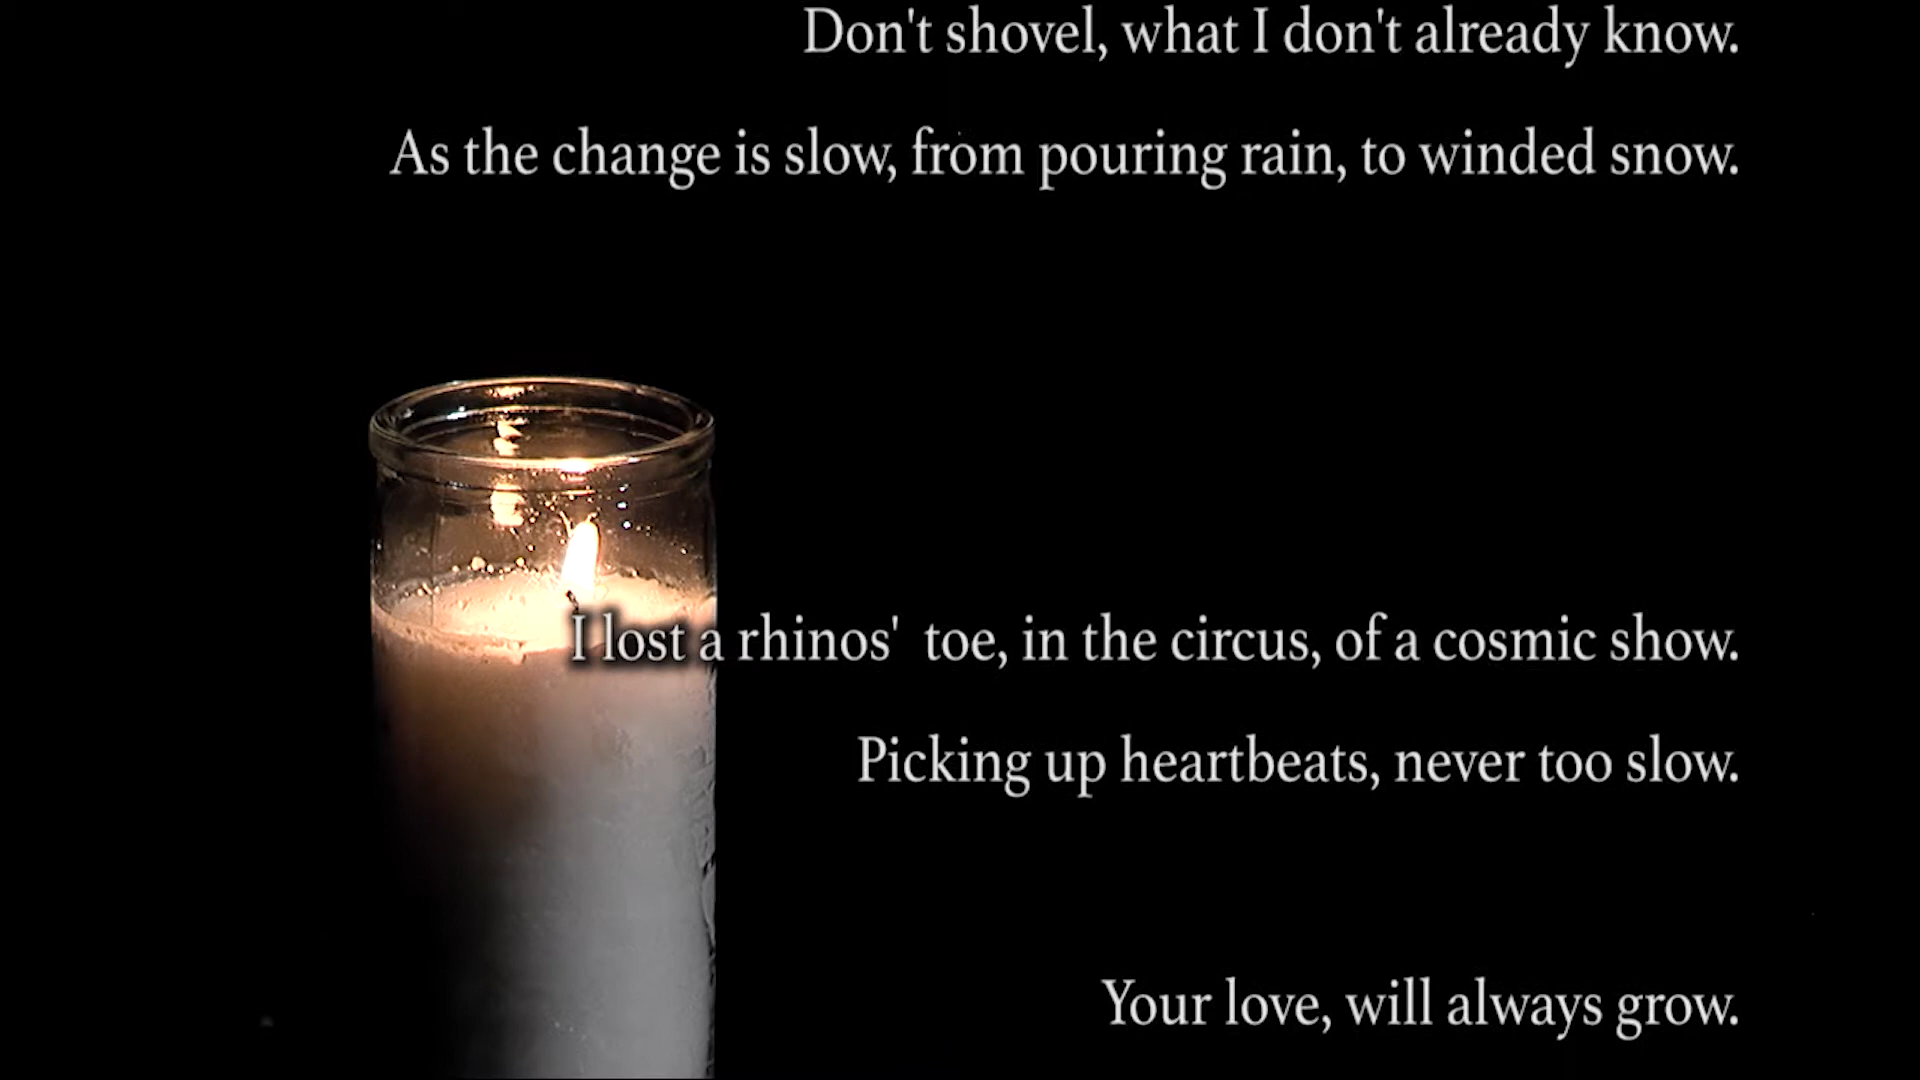 Don't shovel, what I don't already know.
As the change is slow, from pouring rain, to winded snow.
I lost a rhinos'  toe, in the circus, of a cosmic show.
Picking up heartbeats, never too slow.
Your love, will always grow.